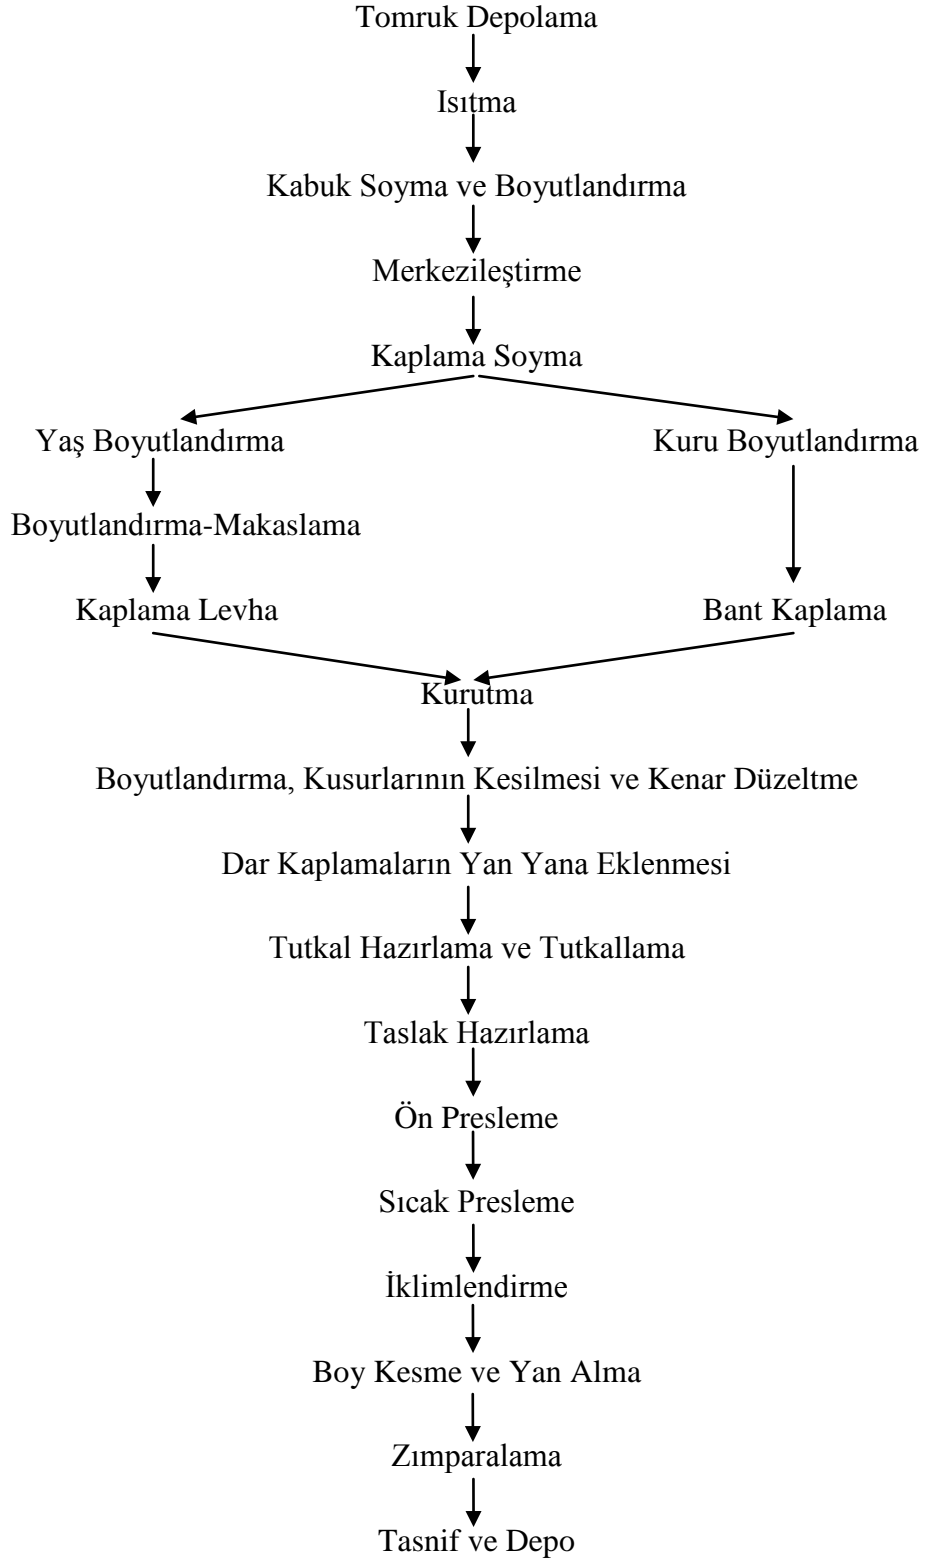 Tomruk Depolama
Isıtma
Kabuk Soyma ve Boyutlandırma
Merkezileştirme
Kaplama Soyma
Yaş Boyutlandırma
Kuru Boyutlandırma
Boyutlandırma-Makaslama
Kaplama Levha
Bant Kaplama
Kurutma
Boyutlandırma, Kusurlarının Kesilmesi ve Kenar Düzeltme
Dar Kaplamaların Yan Yana Eklenmesi
Tutkal Hazırlama ve Tutkallama
Taslak Hazırlama
Ön Presleme
Sıcak Presleme
İklimlendirme
Boy Kesme ve Yan Alma
Zımparalama
Tasnif ve Depo